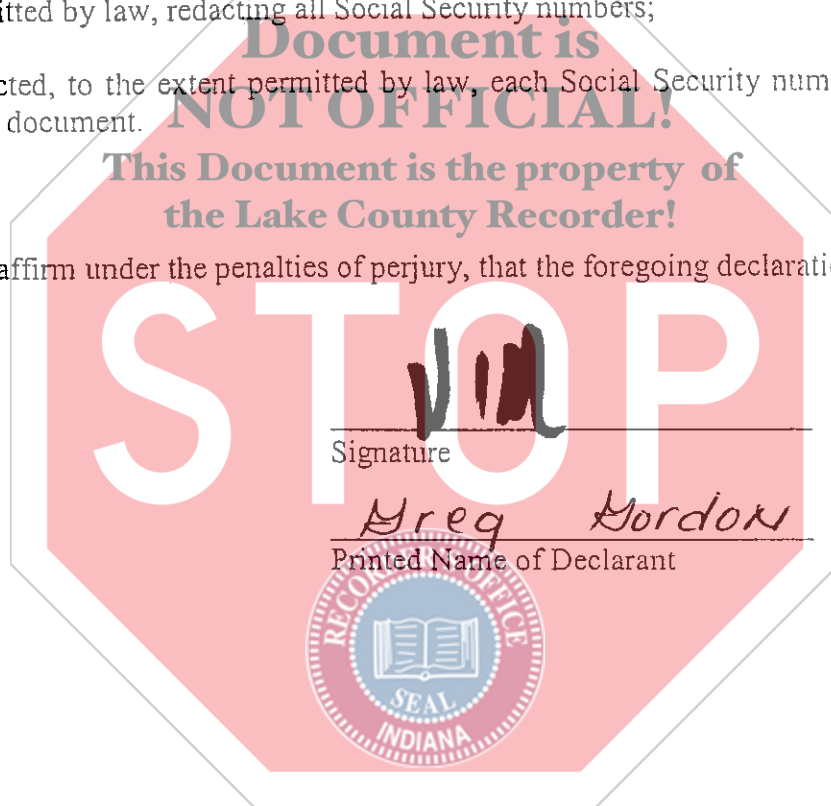 itted by law, redacting all Social Security numbers;
Document is
cted, to the extent permitted by law, each Social Security num
NOT OFFICIAL!
document.
This Document is the property of
the Lake County Recorder!
affirm under the penalties of perjury, that the foregoing declarati
STOP
Signature
Greg Gordon
Printed Name of Declarant
RECORDER'S OFFICE
SEAL
INDIANA